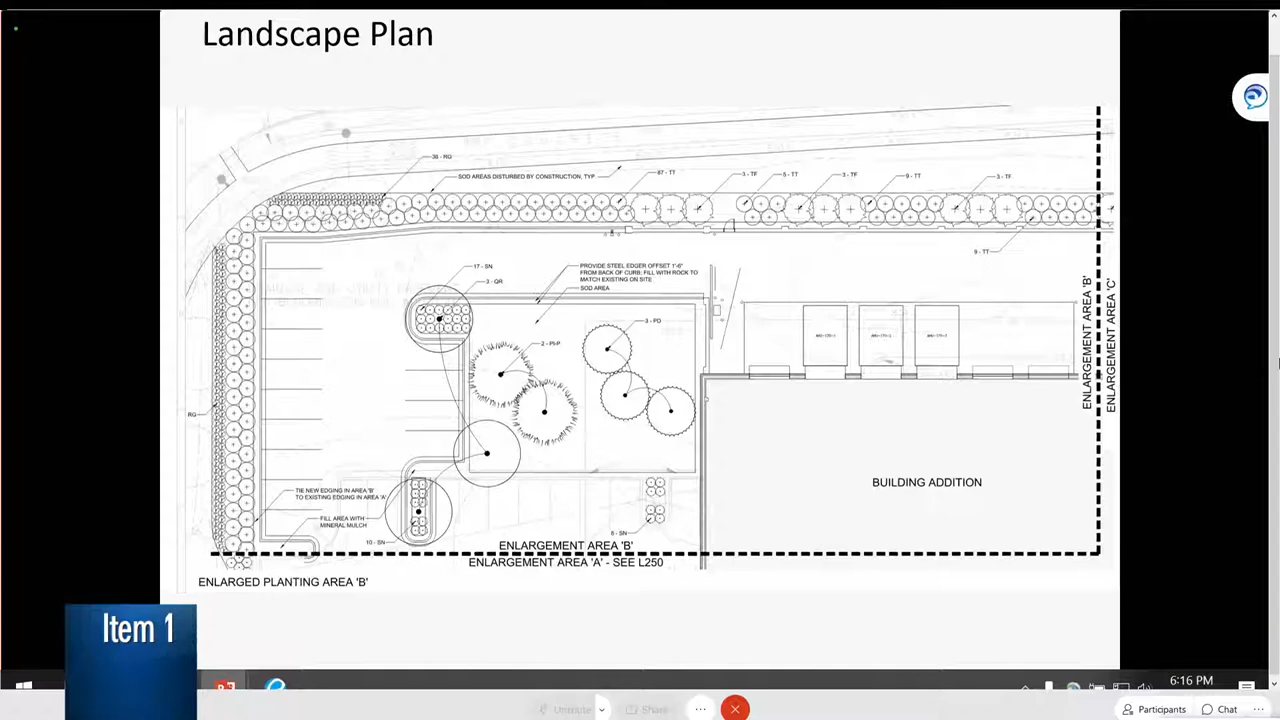 Landscape Plan
36 - RG
SOD AREAS DISTURBED BY CONSTRUCTION, TYP.
87 - TT
3 - TF
5 - TT
3 - TF
9 - TT
3 - TF
9 - TT
17 - SN
3 - QR
PROVIDE STEEL EDGER OFFSET 1'-6"
FROM BACK OF CURB: FILL WITH ROCK TO
MATCH EXISTING ON SITE
SOD AREA
3 - PD
2 - PI-P
ENLARGEMENT AREA 'B'
ENLARGEMENT AREA 'C'
RG
BUILDING ADDITION
TIE NEW EDGING IN AREA 'B'
TO EXISTING EDGING IN AREA 'A'
FILL AREA WITH
MINERAL MULCH
10 - SN
8 - SN
ENLARGEMENT AREA 'B'
ENLARGEMENT AREA 'A' - SEE L250
ENLARGED PLANTING AREA 'B'
Item 1
6:16 PM
Unmute
Share
Participants
Chat